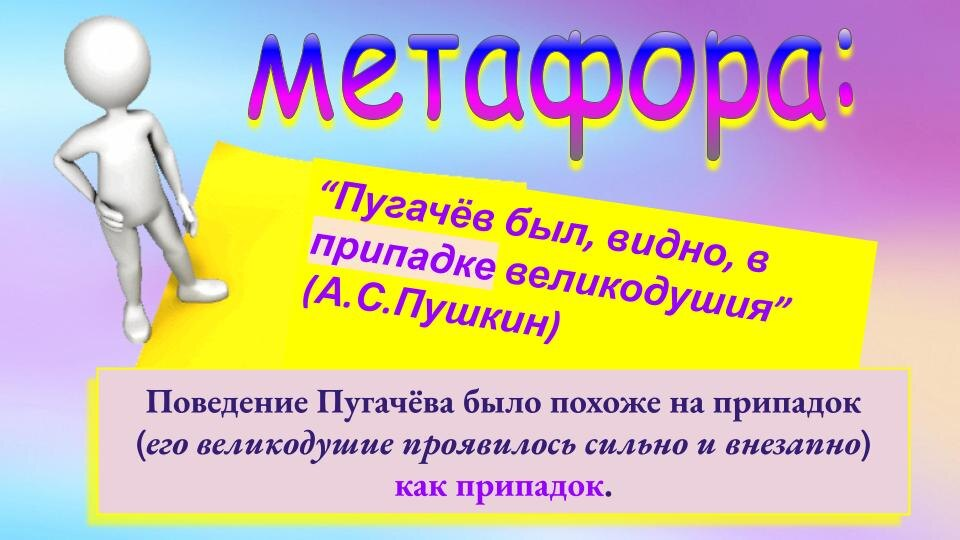 метафора:
“Пугачёв был, видно, в
припадке великодушия”
(А.С.Пушкин)
Поведение Пугачёва было похоже на припадок
(его великодушие проявилось сильно и внезапно)
как припадок.